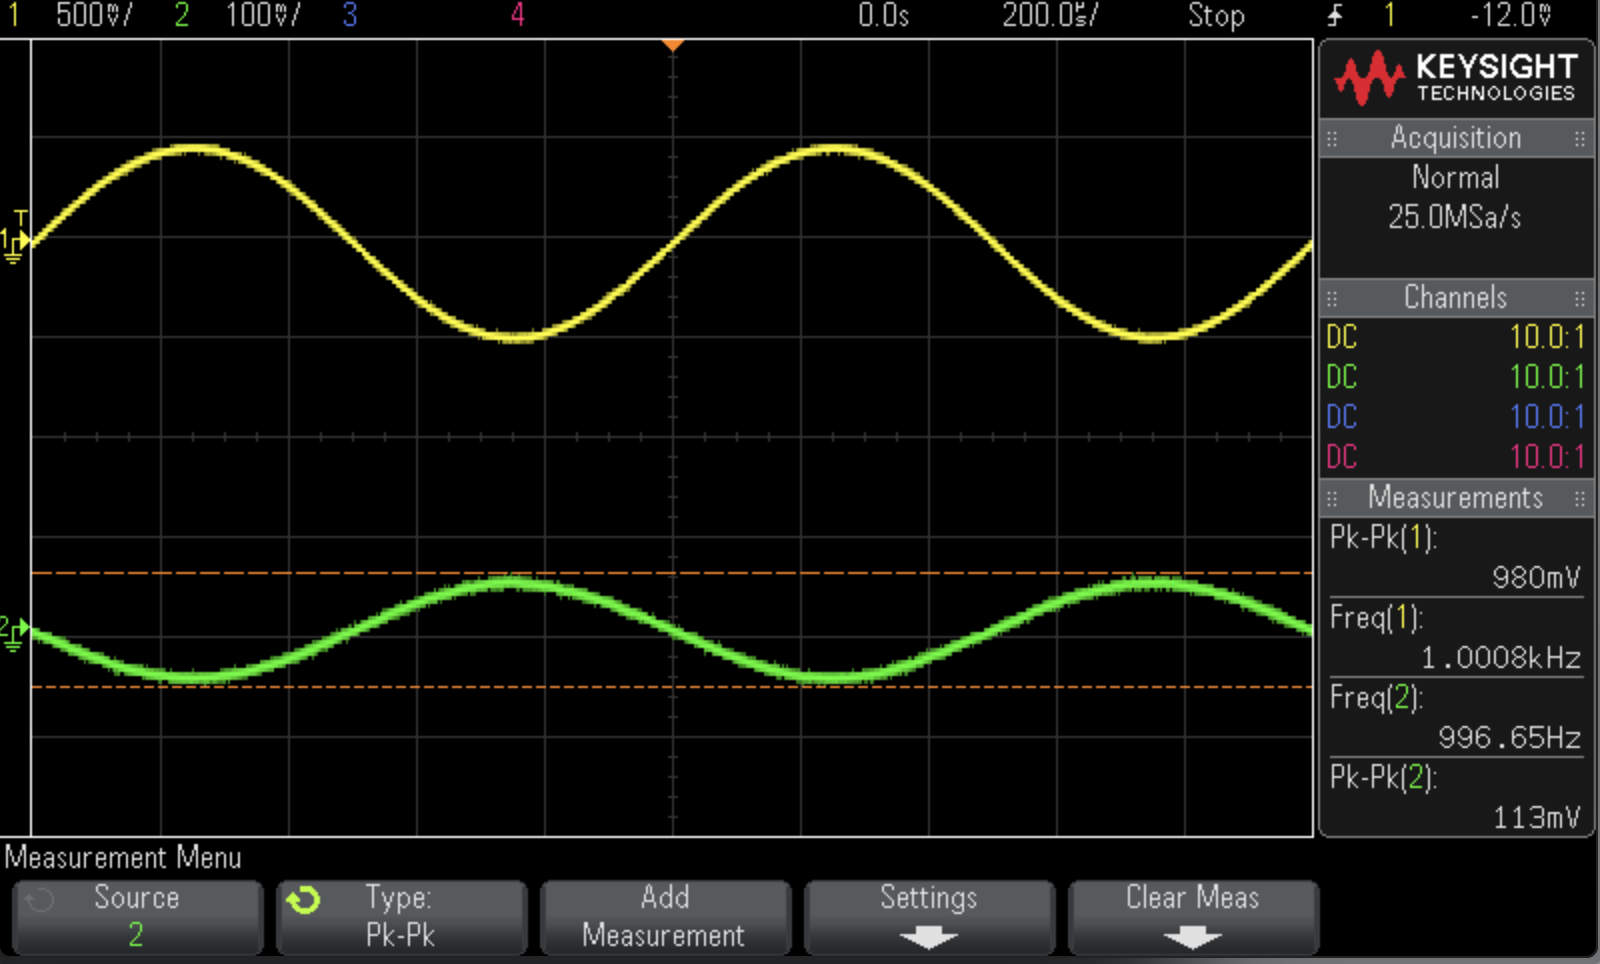 1 500mV/ 2 100mV/ 3 4 0.0s 200.0µs/ Stop 1 -12.0mV
KEYSIGHT
TECHNOLOGIES
Acquisition
Normal
25.0MSa/s
Channels
DC 10.0:1
DC 10.0:1
DC 10.0:1
DC 10.0:1
Measurements
Pk-Pk(1):
980mV
Freq(1):
1.0008kHz
Freq(2):
996.65Hz
Pk-Pk(2):
113mV
T
1
2
Measurement Menu
Source
2
Type:
Pk-Pk
Add
Measurement
Settings
Clear Meas